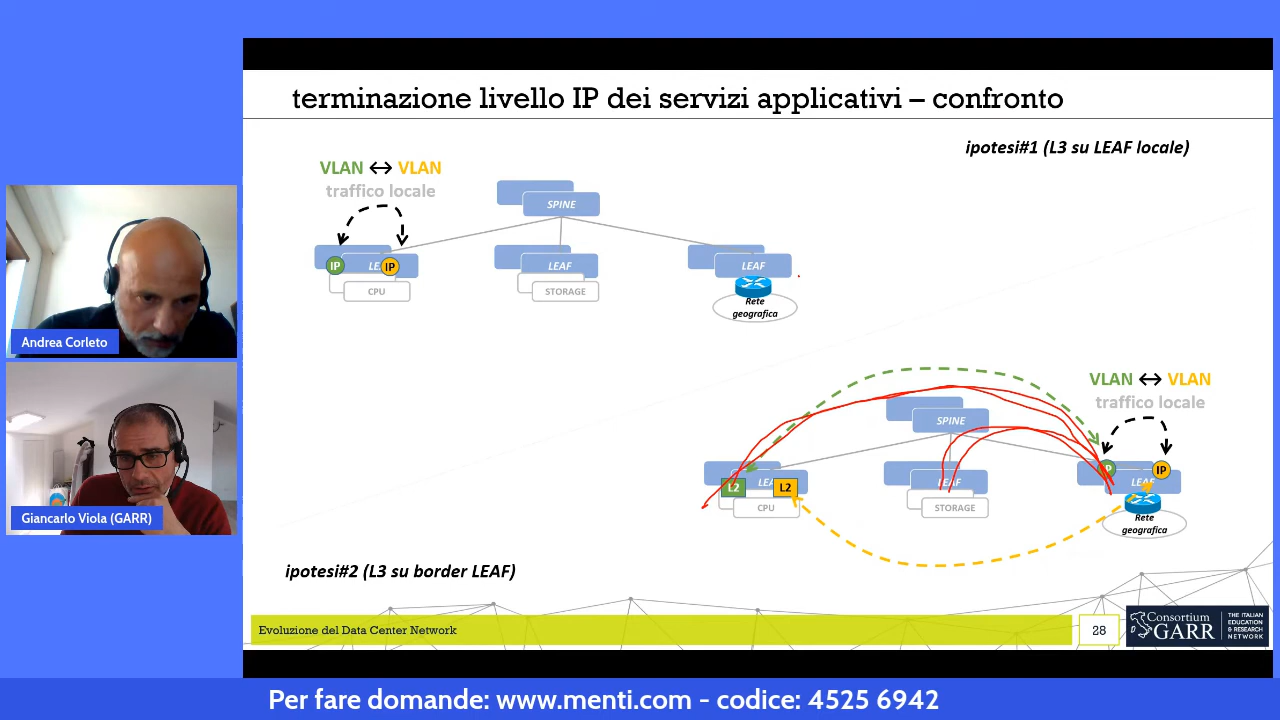 terminazione livello IP dei servizi applicativi – confronto
ipotesi#1 (L3 su LEAF locale)
VLAN ↔ VLAN
traffico locale
SPINE
IP
IP
LEAF
LEAF
CPU
STORAGE
Rete
geografica
Andrea Corleto
VLAN ↔ VLAN
traffico locale
SPINE
IP
L2
L2
LEAF
CPU
STORAGE
Rete
geografica
Giancarlo Viola (GARR)
ipotesi#2 (L3 su border LEAF)
Evoluzione del Data Center Network
28
Consortium
GARR
THE ITALIAN
EDUCATION
& RESEARCH
NETWORK
Per fare domande: www.menti.com - codice: 4525 6942